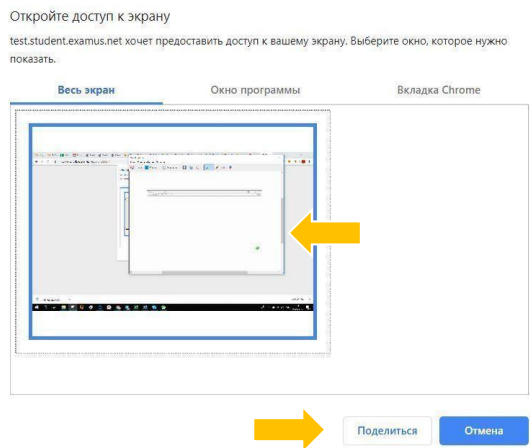 Откройте доступ к экрану
test.student.examus.net хочет предоставить доступ к вашему экрану. Выберите окно, которое нужно
показать.
Весь экран Окно программы Вкладка Chrome
Поделиться Отмена